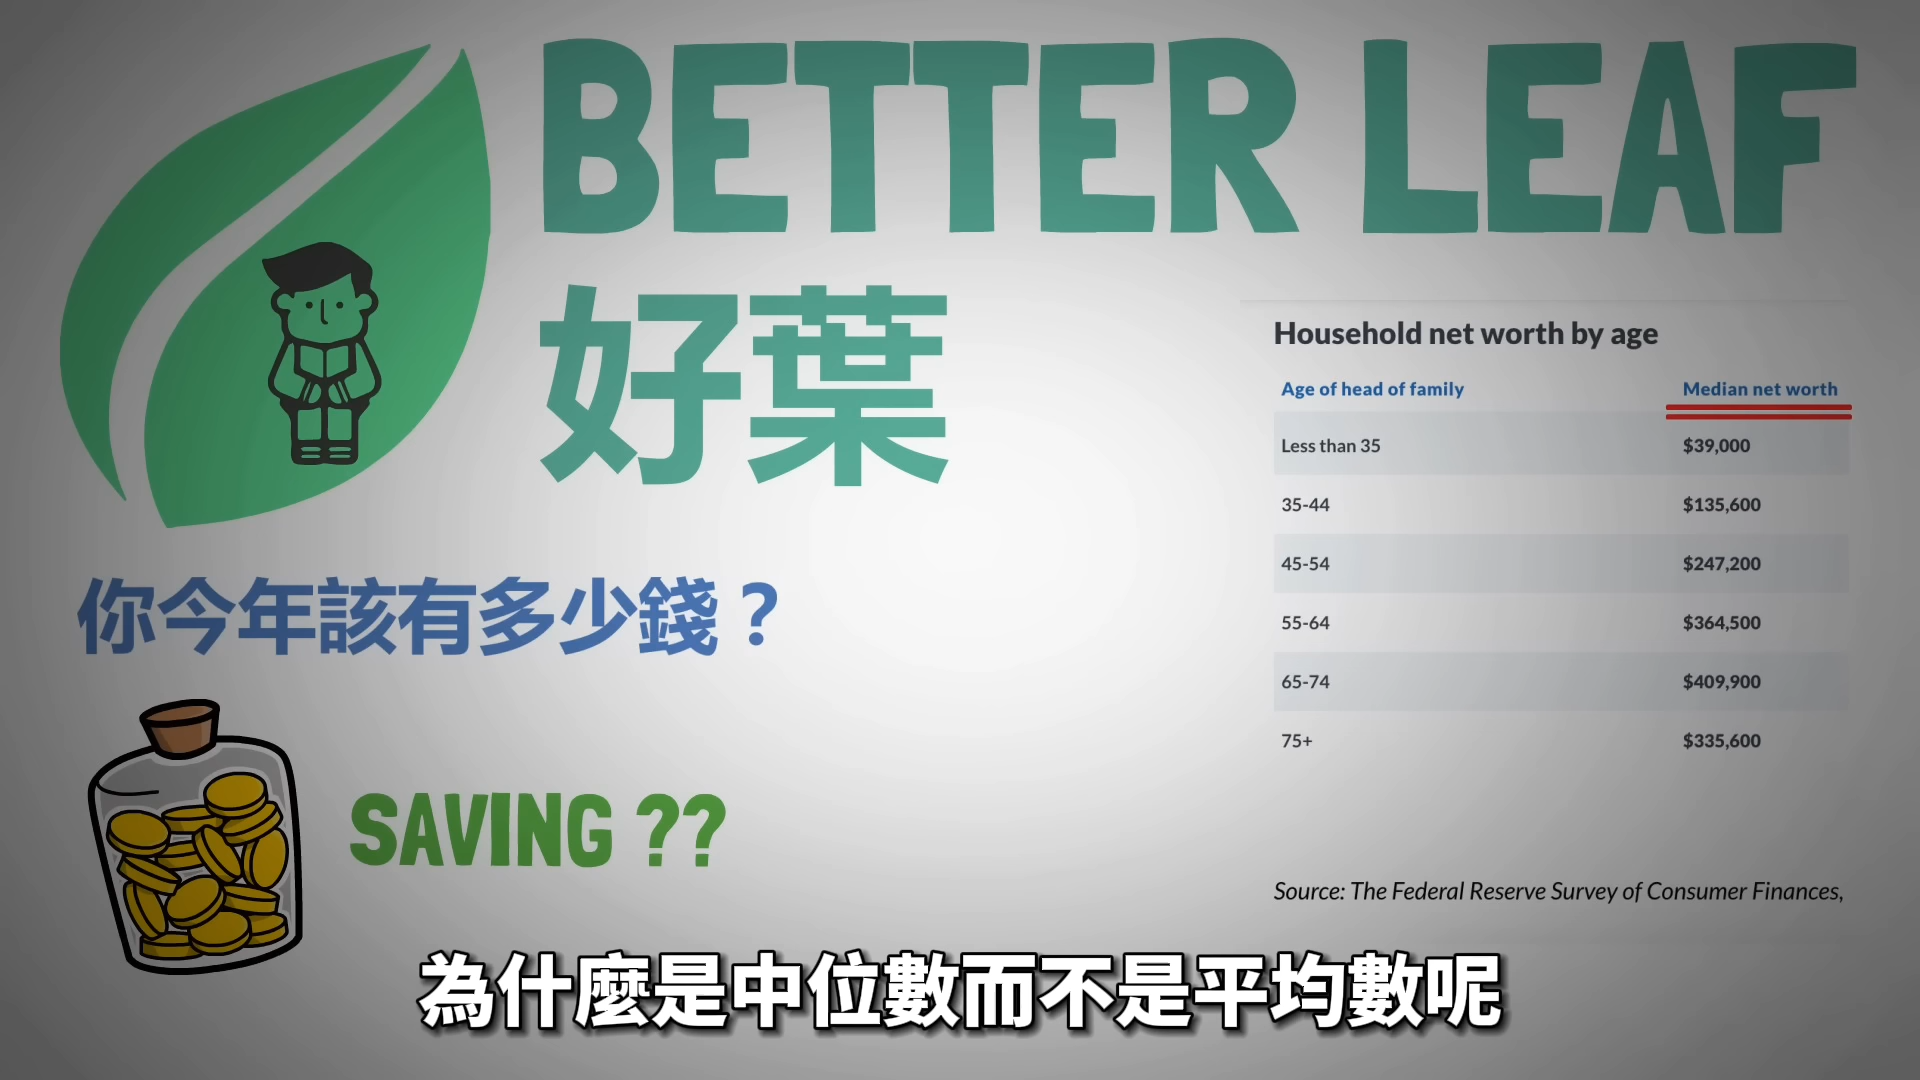 BETTER LEAF
好葉
你今年該有多少錢？
SAVING ??
Household net worth by age
Age of head of family Median net worth
Less than 35 $39,000
35-44 $135,600
45-54 $247,200
55-64 $364,500
65-74 $409,900
75+ $335,600
Source: The Federal Reserve Survey of Consumer Finances,
為什麼是中位數而不是平均數呢